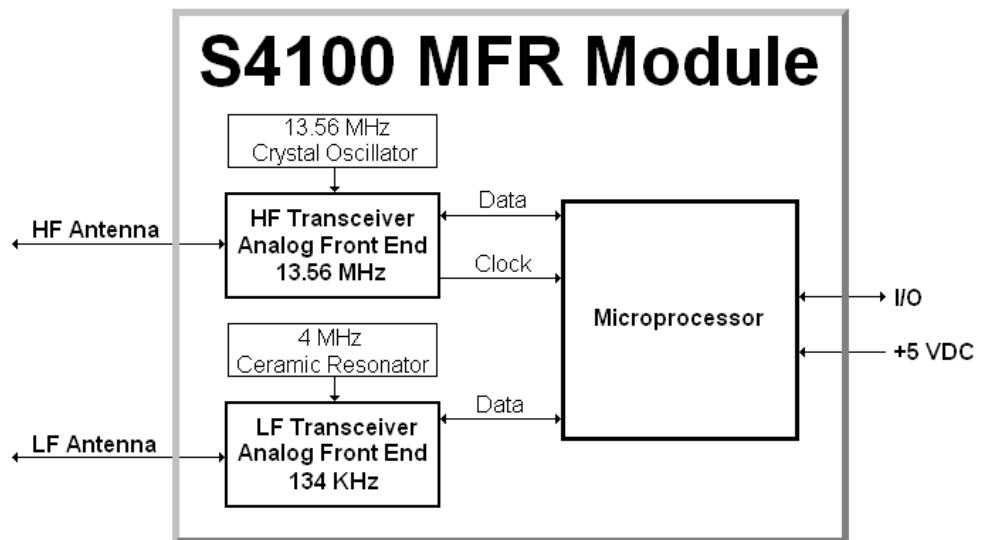 S4100 MFR Module
13.56 MHz
Crystal Oscillator
HF Antenna
HF Transceiver
Analog Front End
13.56 MHz
Data
Clock
Microprocessor
I/O
+5 VDC
4 MHz
Ceramic Resonator
LF Antenna
LF Transceiver
Analog Front End
134 KHz
Data